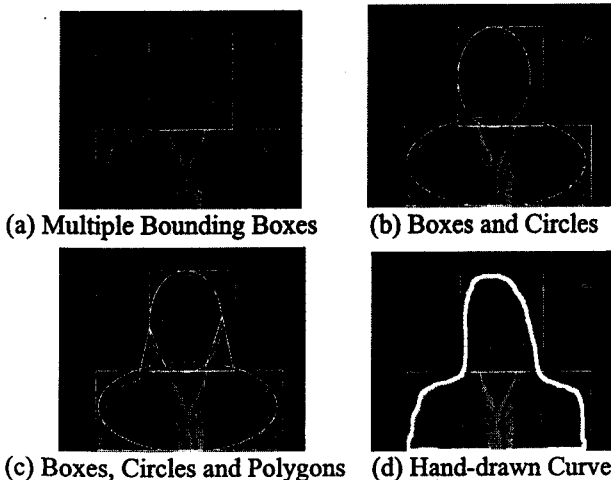 (a) Multiple Bounding Boxes
(b) Boxes and Circles
(c) Boxes, Circles and Polygons
(d) Hand-drawn Curve